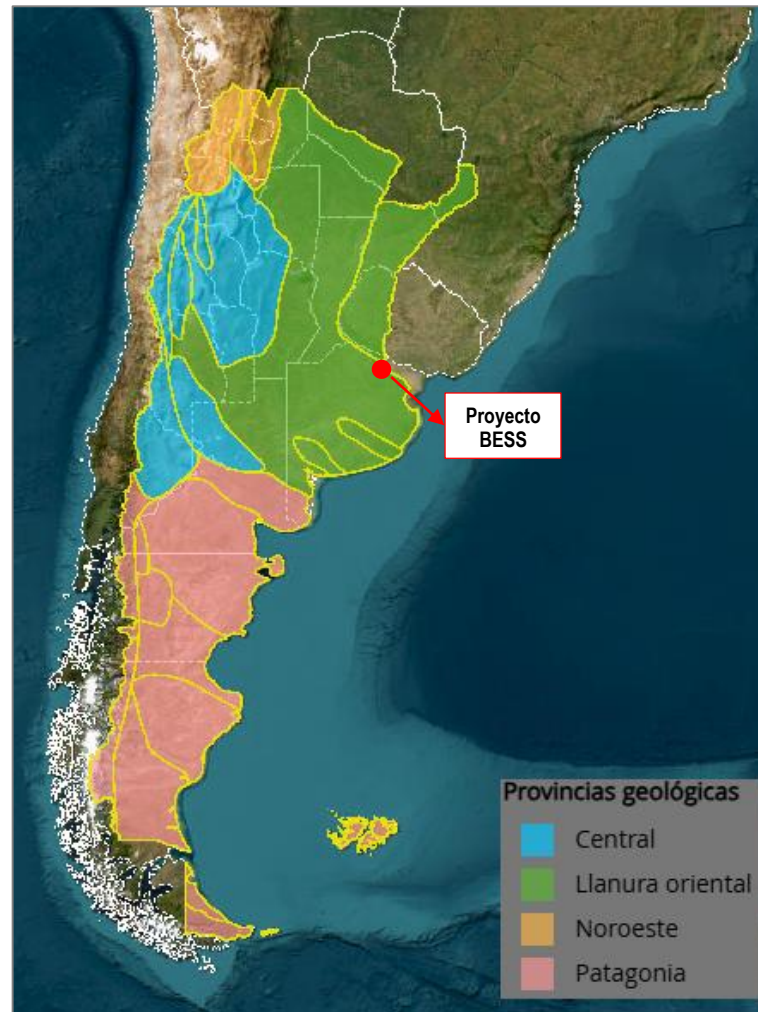 Proyecto
BESS
Provincias geológicas
Central
Llanura oriental
Noroeste
Patagonia